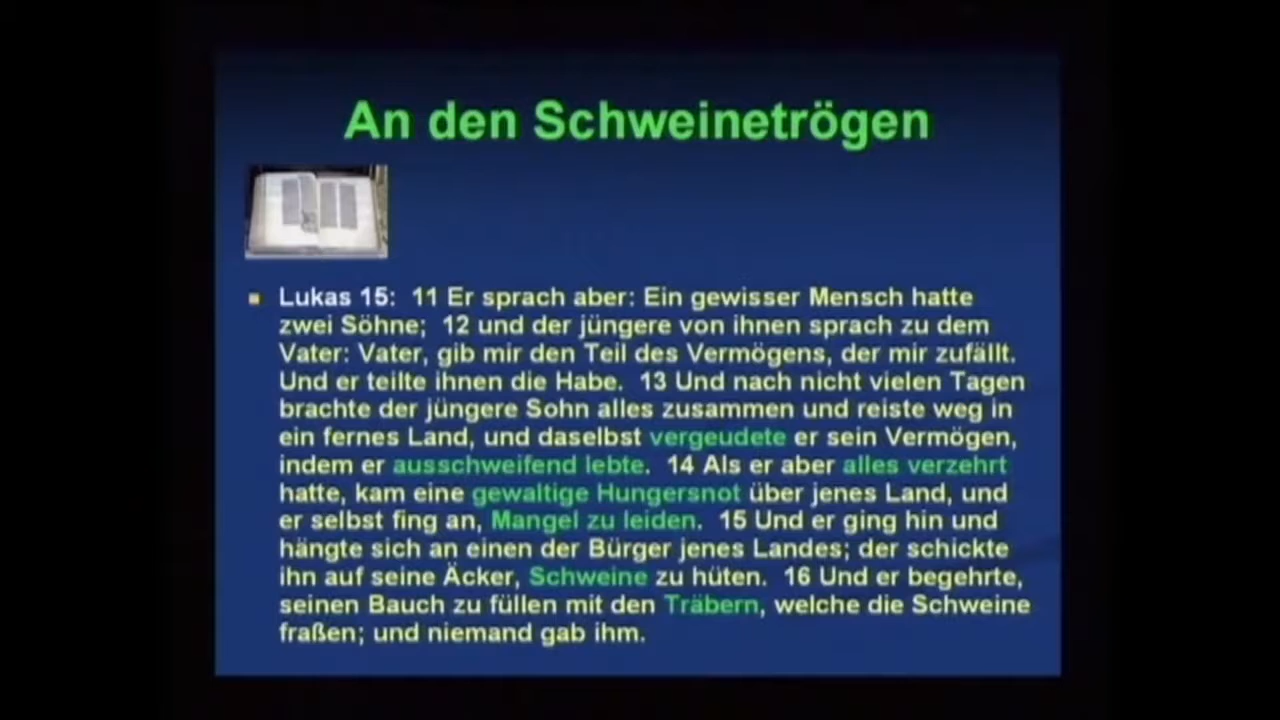 An den Schweinetrögen
Lukas 15: 11 Er sprach aber: Ein gewisser Mensch hatte
zwei Söhne; 12 und der jüngere von ihnen sprach zu dem
Vater: Vater, gib mir den Teil des Vermögens, der mir zufällt.
Und er teilte ihnen die Habe. 13 Und nach nicht vielen Tagen
brachte der jüngere Sohn alles zusammen und reiste weg in
ein fernes Land, und daselbst vergeudete er sein Vermögen,
indem er ausschweifend lebte. 14 Als er aber alles verzehrt
hatte, kam eine gewaltige Hungersnot über jenes Land, und
er selbst fing an, Mangel zu leiden. 15 Und er ging hin und
hängte sich an einen der Bürger jenes Landes; der schickte
ihn auf seine Äcker, Schweine zu hüten. 16 Und er begehrte,
seinen Bauch zu füllen mit den Träbern, welche die Schweine
fraßen; und niemand gab ihm.